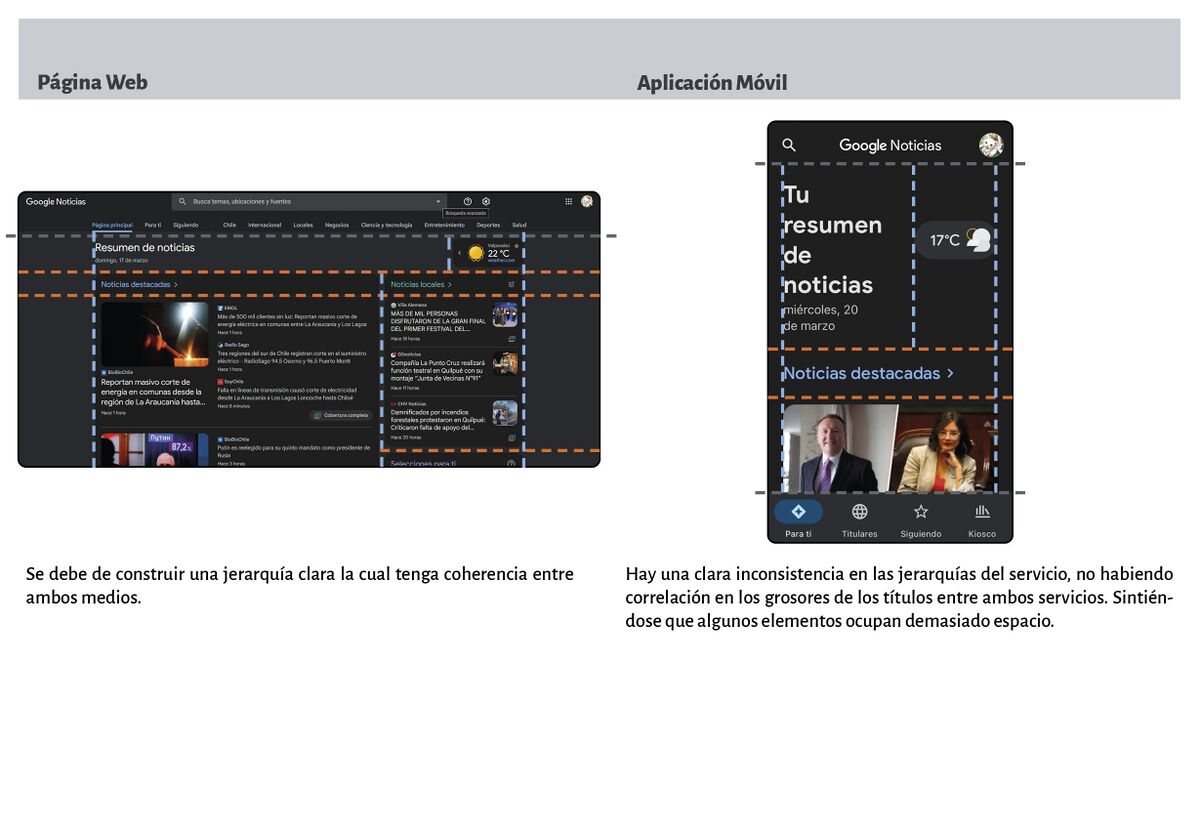 Página Web
Aplicación Móvil
Google Noticias
Busca temas, ubicaciones y fuentes
Búsqueda avanzada
Página principal Para ti Siguiendo Chile Internacional Locales Negocios Ciencia y tecnología Entretenimiento Deportes Salud
Resumen de noticias
domingo, 17 de marzo
Valparaíso
22 °C
weather.com
Noticias destacadas >
Noticias locales >
BioBioChile
Reportan masivo corte de
energía en comunas desde la
región de La Araucanía hasta...
Hace 1 hora
EMOL
Más de 500 mil clientes sin luz: Reportan masivo corte de
energía eléctrica en comunas entre La Araucanía y Los Lagos
Hace 1 hora
Radio Sago
Tres regiones del sur de Chile registran corte en el suministro
eléctrico - RadioSago 94.5 Osorno y 96.5 Puerto Montt
Hace 1 hora
SoyChile
Falla en líneas de transmisión causó corte de electricidad
desde La Araucanía a Los Lagos Loncoche hasta Chiloé
Hace 8 minutos
Cobertura completa
Путин
87,2%
BioBioChile
Putin es reelegido para su quinto mandato como presidente de
Rusia
Hace 3 horas
Villa Alemana
MÁS DE MIL PERSONAS
DISFRUTARON DE LA GRAN FINAL
DEL PRIMER FESTIVAL DEL...
Hace 18 horas
G5noticias
Compañía La Punto Cruz realizará
función teatral en Quilpué con su
montaje "Junta de Vecinas N°91"
Hace 11 horas
CHV Noticias
Damnificados por incendios
forestales protestaron en Quilpué:
Criticaron falta de apoyo del...
Hace 20 horas
Selecciones para ti
Google Noticias
Tu
resumen
de
noticias
miércoles, 20
de marzo
17°C
Noticias destacadas >
Para ti Titulares Siguiendo Kiosco
Se debe de construir una jerarquía clara la cual tenga coherencia entre
ambos medios.
Hay una clara inconsistencia en las jerarquías del servicio, no habiendo
correlación en los grosores de los títulos entre ambos servicios. Sintién-
dose que algunos elementos ocupan demasiado espacio.